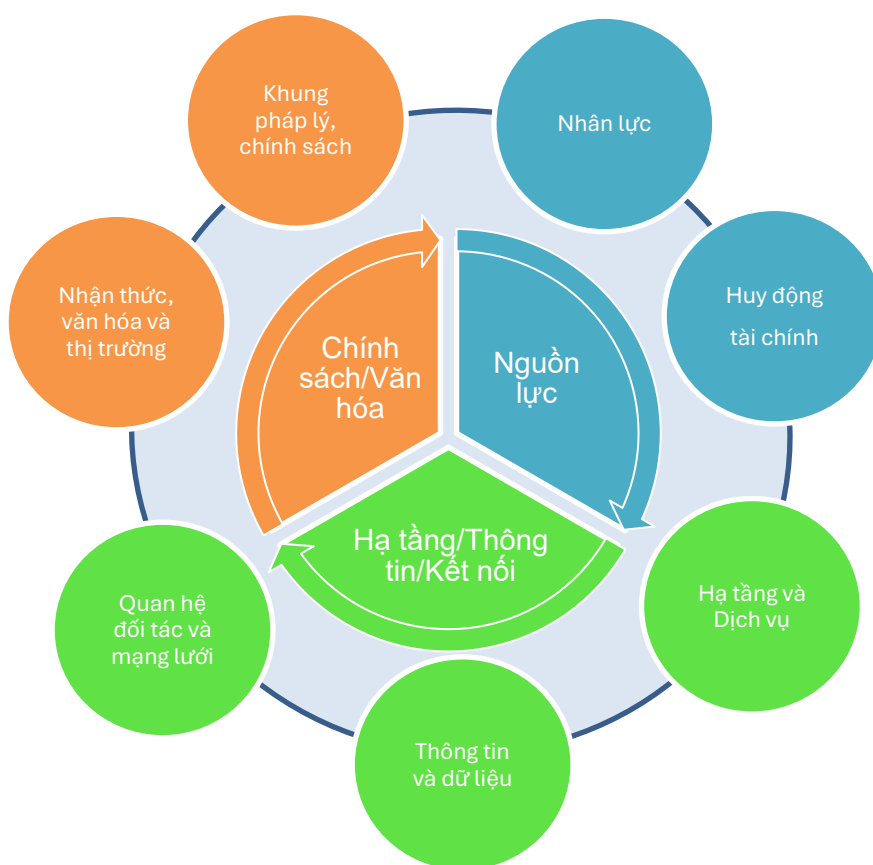 Khung
pháp lý,
chính sách
Nhân lực
Nhận thức,
văn hóa và
thị trường
Huy động
tài chính
Chính
sách/Văn
hóa
Nguồn
lực
Hạ tầng/Thông
tin/Kết nối
Quan hệ
đối tác và
mạng lưới
Hạ tầng và
Dịch vụ
Thông tin
và dữ liệu